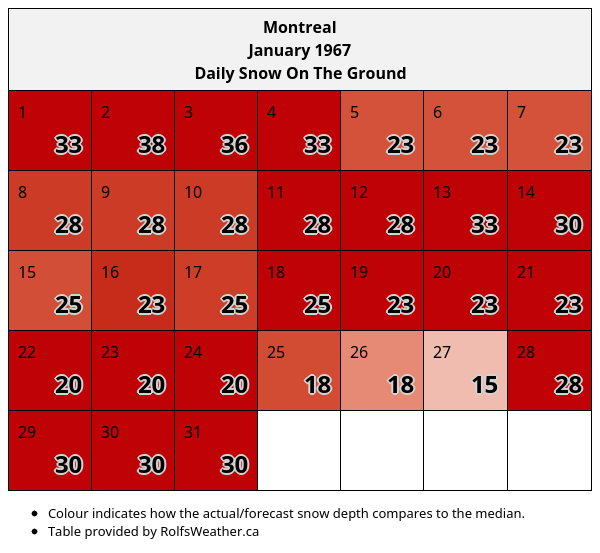 Montreal
January 1967
Daily Snow On The Ground
1 2 3 4 5 6 7
33 38 36 33 23 23 23
8 9 10 11 12 13 14
28 28 28 28 28 33 30
15 16 17 18 19 20 21
25 23 25 25 23 23 23
22 23 24 25 26 27 28
20 20 20 18 18 15 28
29 30 31
30 30 30
• Colour indicates how the actual/forecast snow depth compares to the median.
• Table provided by RolfsWeather.ca